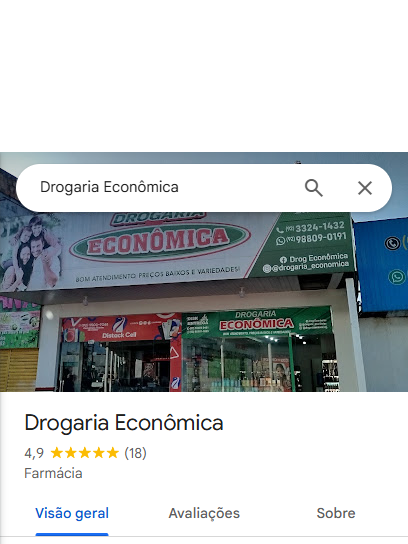 Drogaria Econômica
DROGARIA
ECONÔMICA
BOM ATENDIMENTO, PREÇOS BAIXOS E VARIEDADES!
(92) 3324-1432
(92) 98809-0191
Drog Econômica
@drogaria_economica
Distack Cell
DROGARIA
ECONÔMICA
Drogaria Econômica
4,9 (18)
Farmácia
Visão geral
Avaliações
Sobre